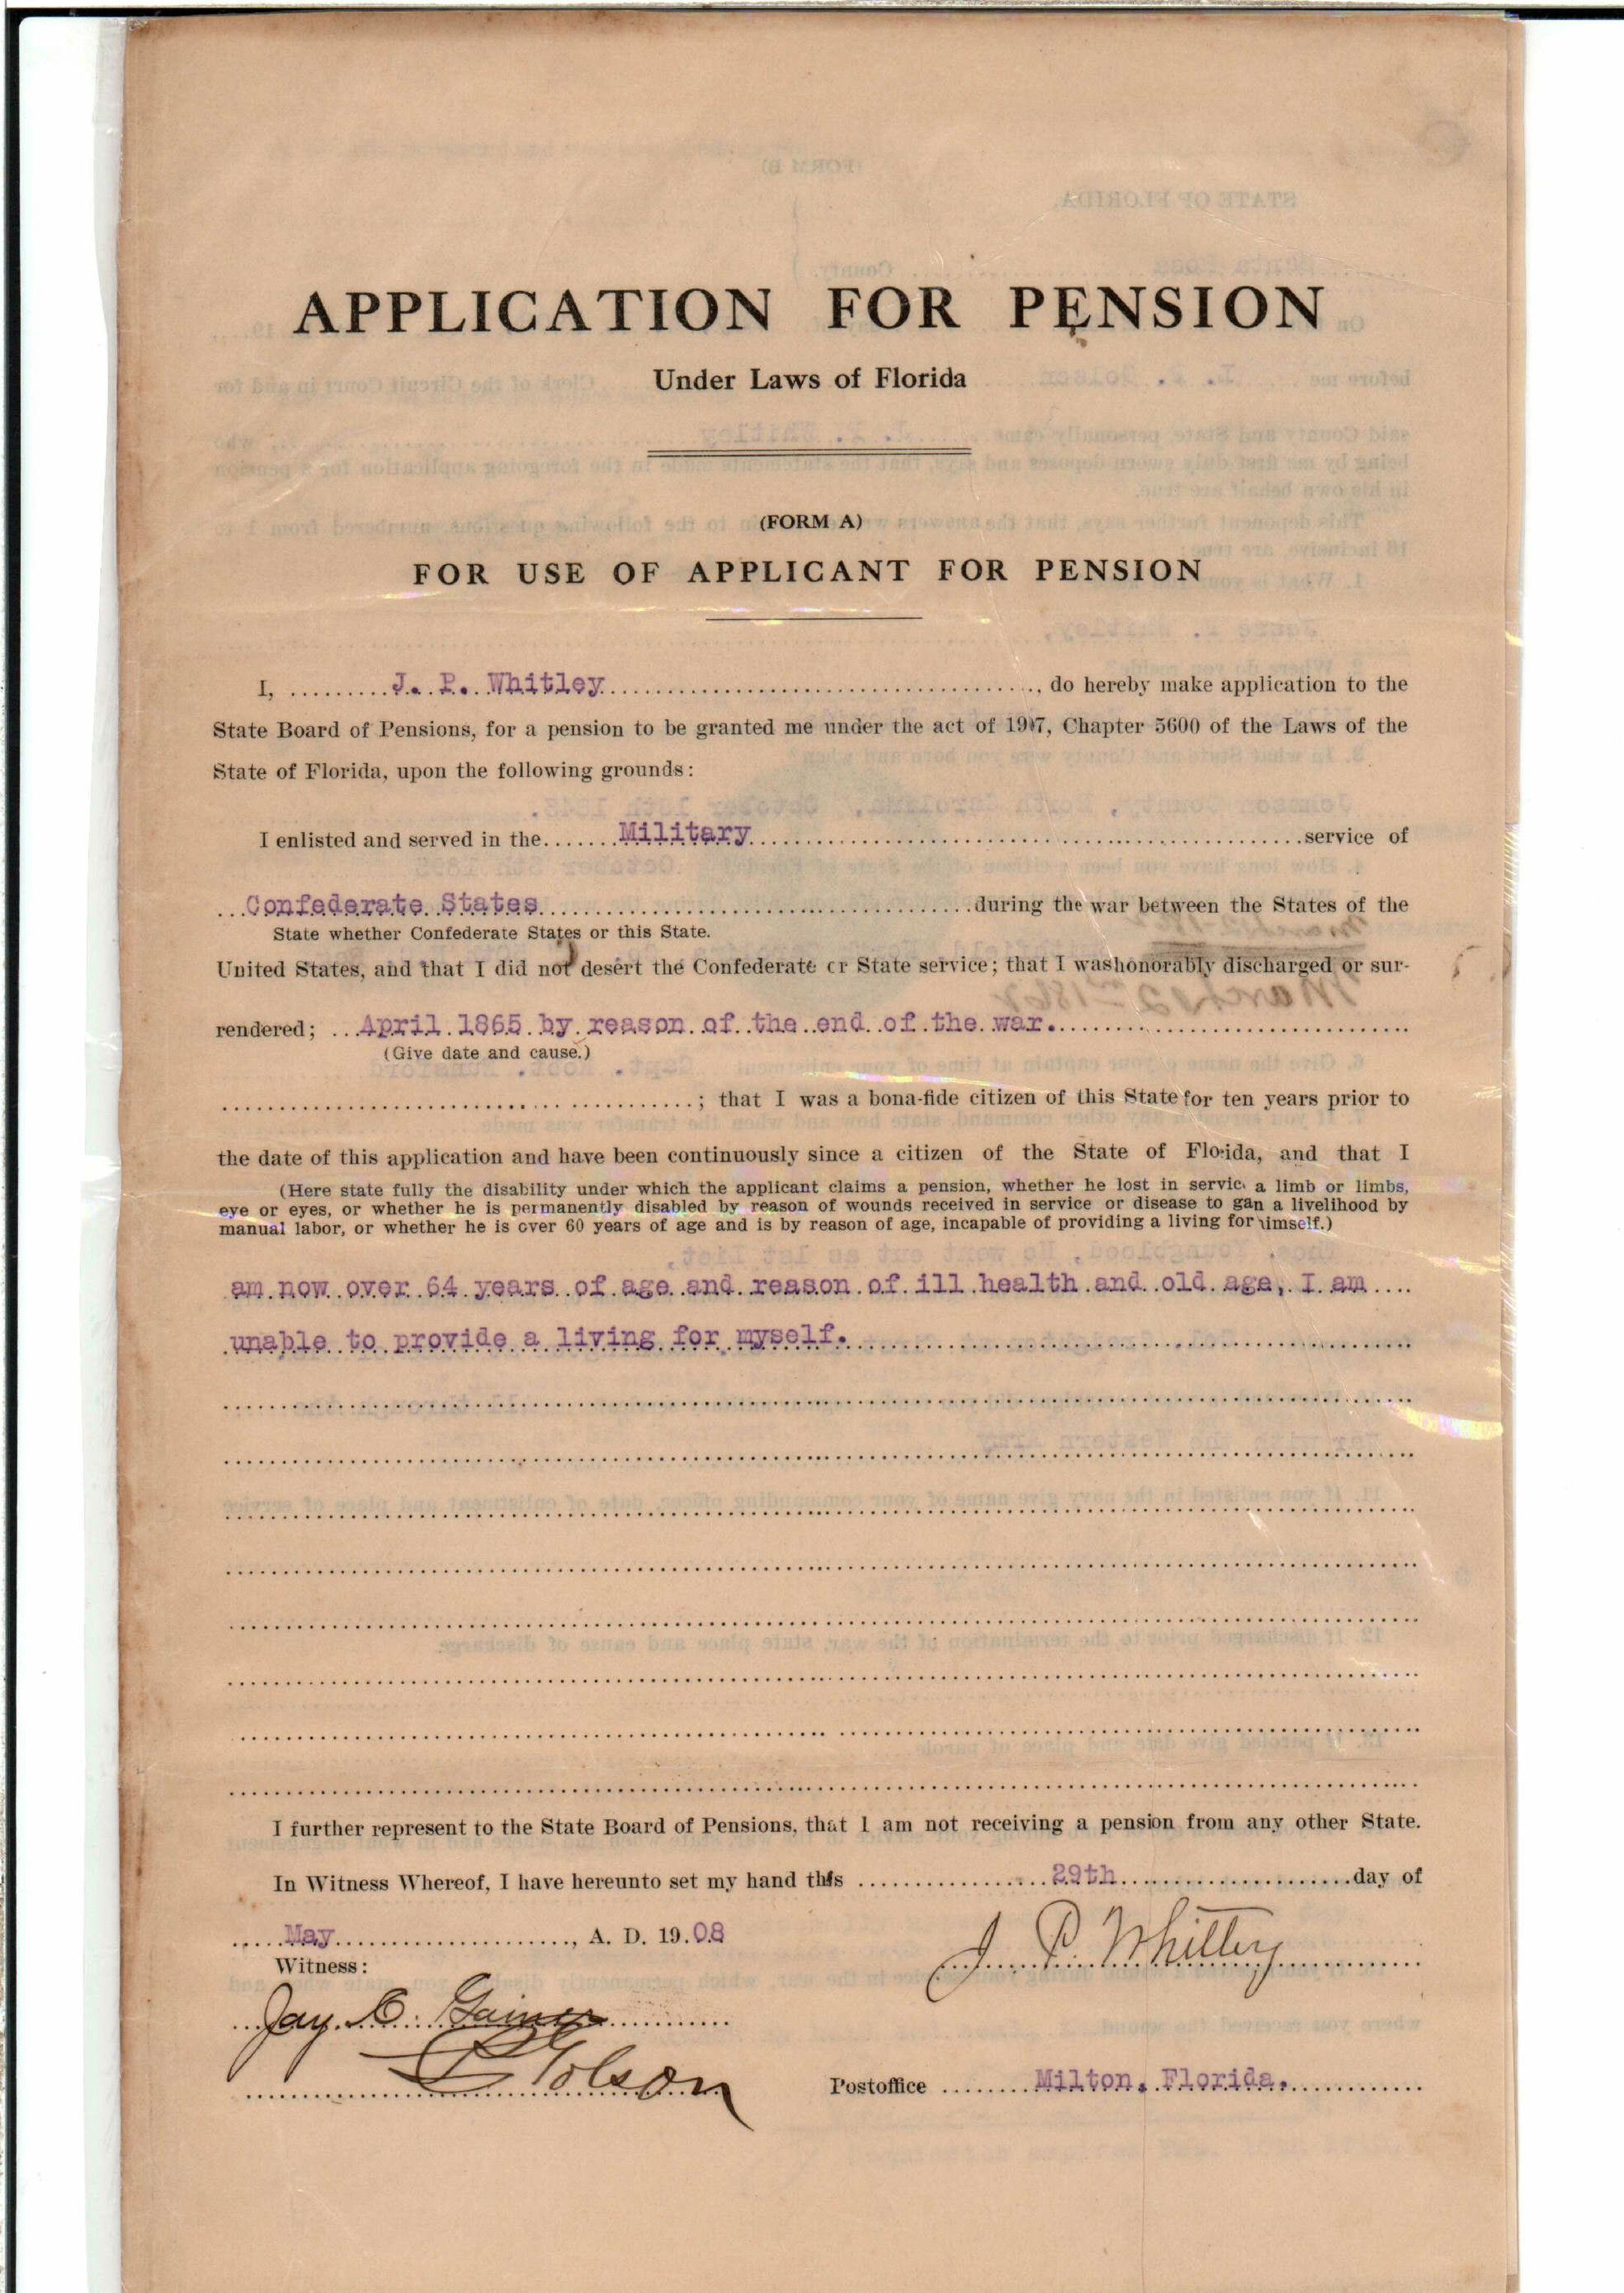 APPLICATION FOR PENSION
Under Laws of Florida
(FORM A)
FOR USE OF APPLICANT FOR PENSION
I, J. P. Whitley, do hereby make application to the
State Board of Pensions, for a pension to be granted me under the act of 1907, Chapter 5600 of the Laws of the
State of Florida, upon the following grounds:
I enlisted and served in the Military service of
Confederate States during the war between the States of the
State whether Confederate States or this State.
United States, and that I did not desert the Confederate or State service; that I was honorably discharged or sur-
rendered; April 1865 by reason of the end of the war.
(Give date and cause.)
; that I was a bona-fide citizen of this State for ten years prior to
the date of this application and have been continuously since a citizen of the State of Florida, and that I
(Here state fully the disability under which the applicant claims a pension, whether he lost in service a limb or limbs,
eye or eyes, or whether he is permanently disabled by reason of wounds received in service or disease to gan a livelihood by
manual labor, or whether he is over 60 years of age and is by reason of age, incapable of providing a living for himself.)
am now over 64 years of age and reason of ill health and old age, I am
unable to provide a living for myself.
I further represent to the State Board of Pensions, that I am not receiving a pension from any other State.
In Witness Whereof, I have hereunto set my hand this 29th day of
May, A. D. 1908
J. P. Whitley
Witness:
Jay C. Gainer
Golson
Postoffice Milton, Florida.